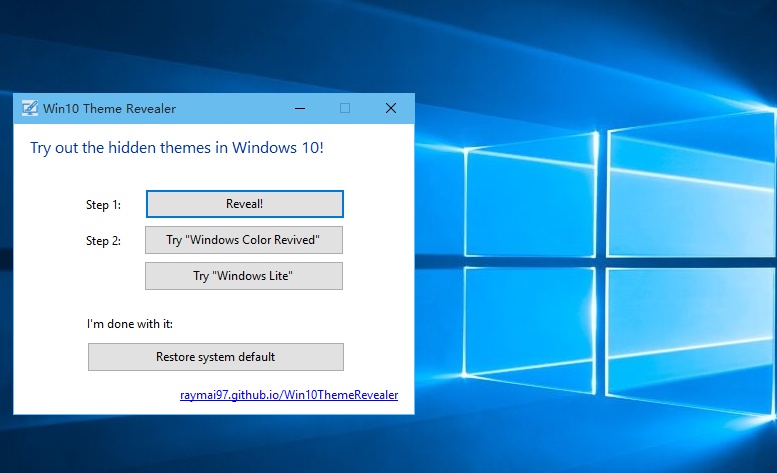 Win10 Theme Revealer
Try out the hidden themes in Windows 10!
Step 1:
Reveal!
Step 2:
Try "Windows Color Revived"
Try "Windows Lite"
I'm done with it:
Restore system default
raymai97.github.io/Win10ThemeRevealer